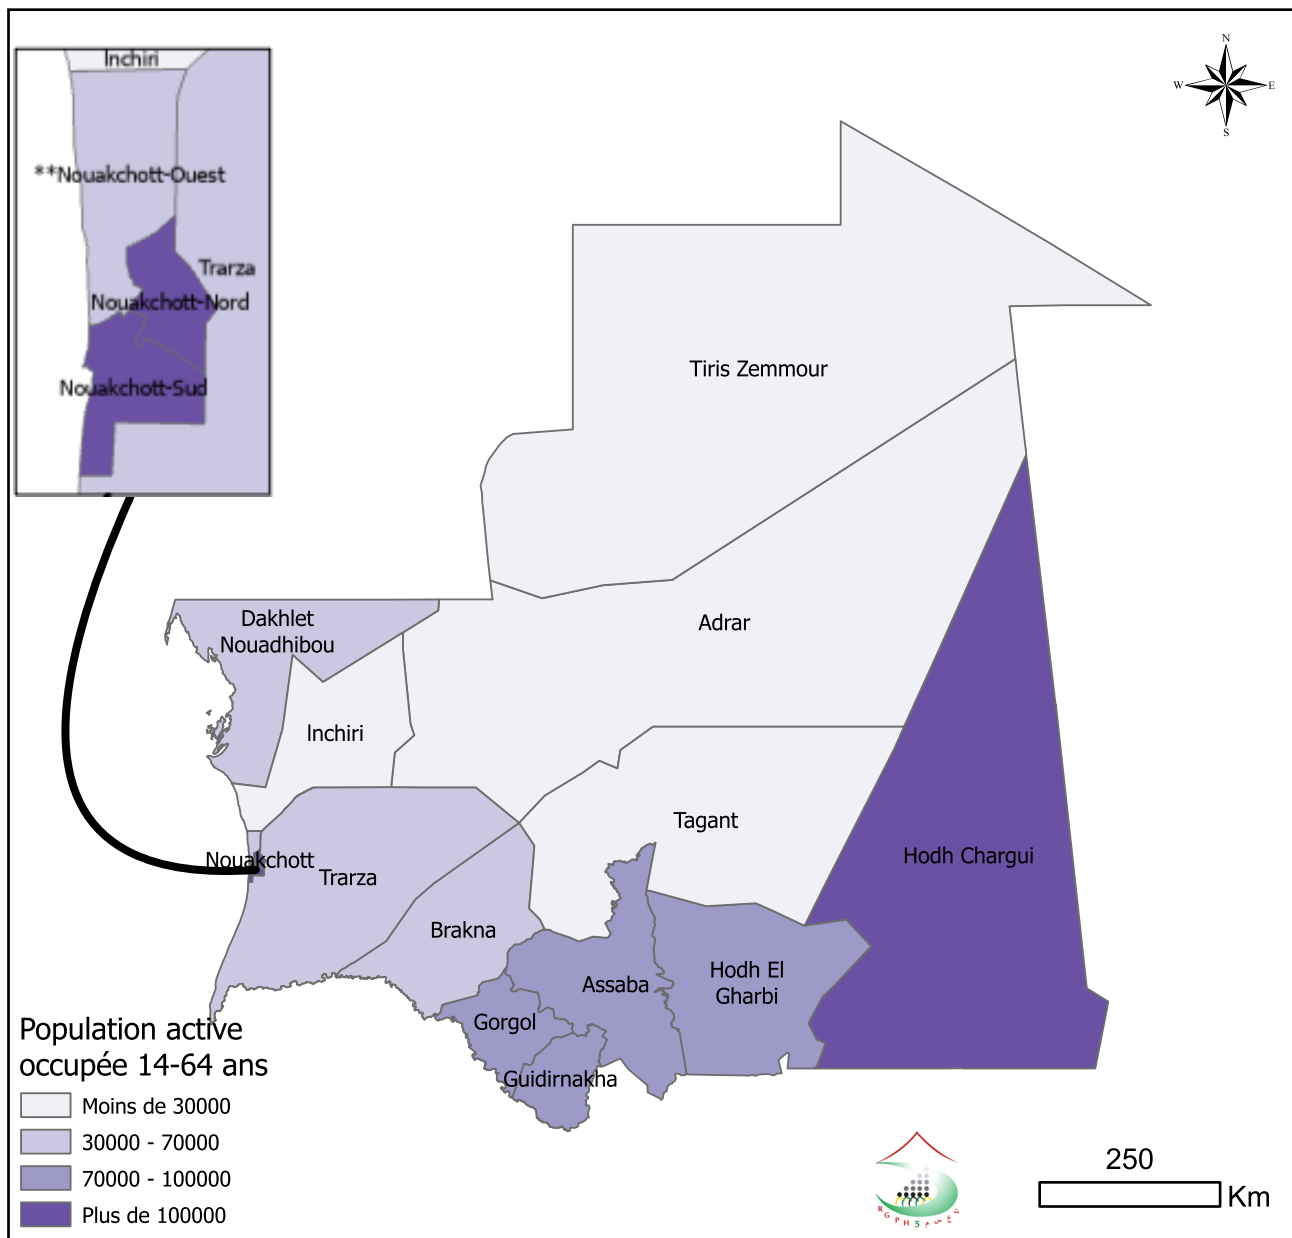 Inchiri
**Nouakchott-Ouest
Trarza
Nouakchott-Nord
Nouakchott-Sud
N
W
E
S
Tiris Zemmour
Adrar
Dakhlet
Nouadhibou
Inchiri
Tagant
Hodh Chargui
Nouakchott
Trarza
Brakna
Assaba
Hodh El
Gharbi
Gorgol
Guidirnakha
Population active
occupée 14-64 ans
Moins de 30000
30000 - 70000
70000 - 100000
Plus de 100000
RGPH5
250
Km